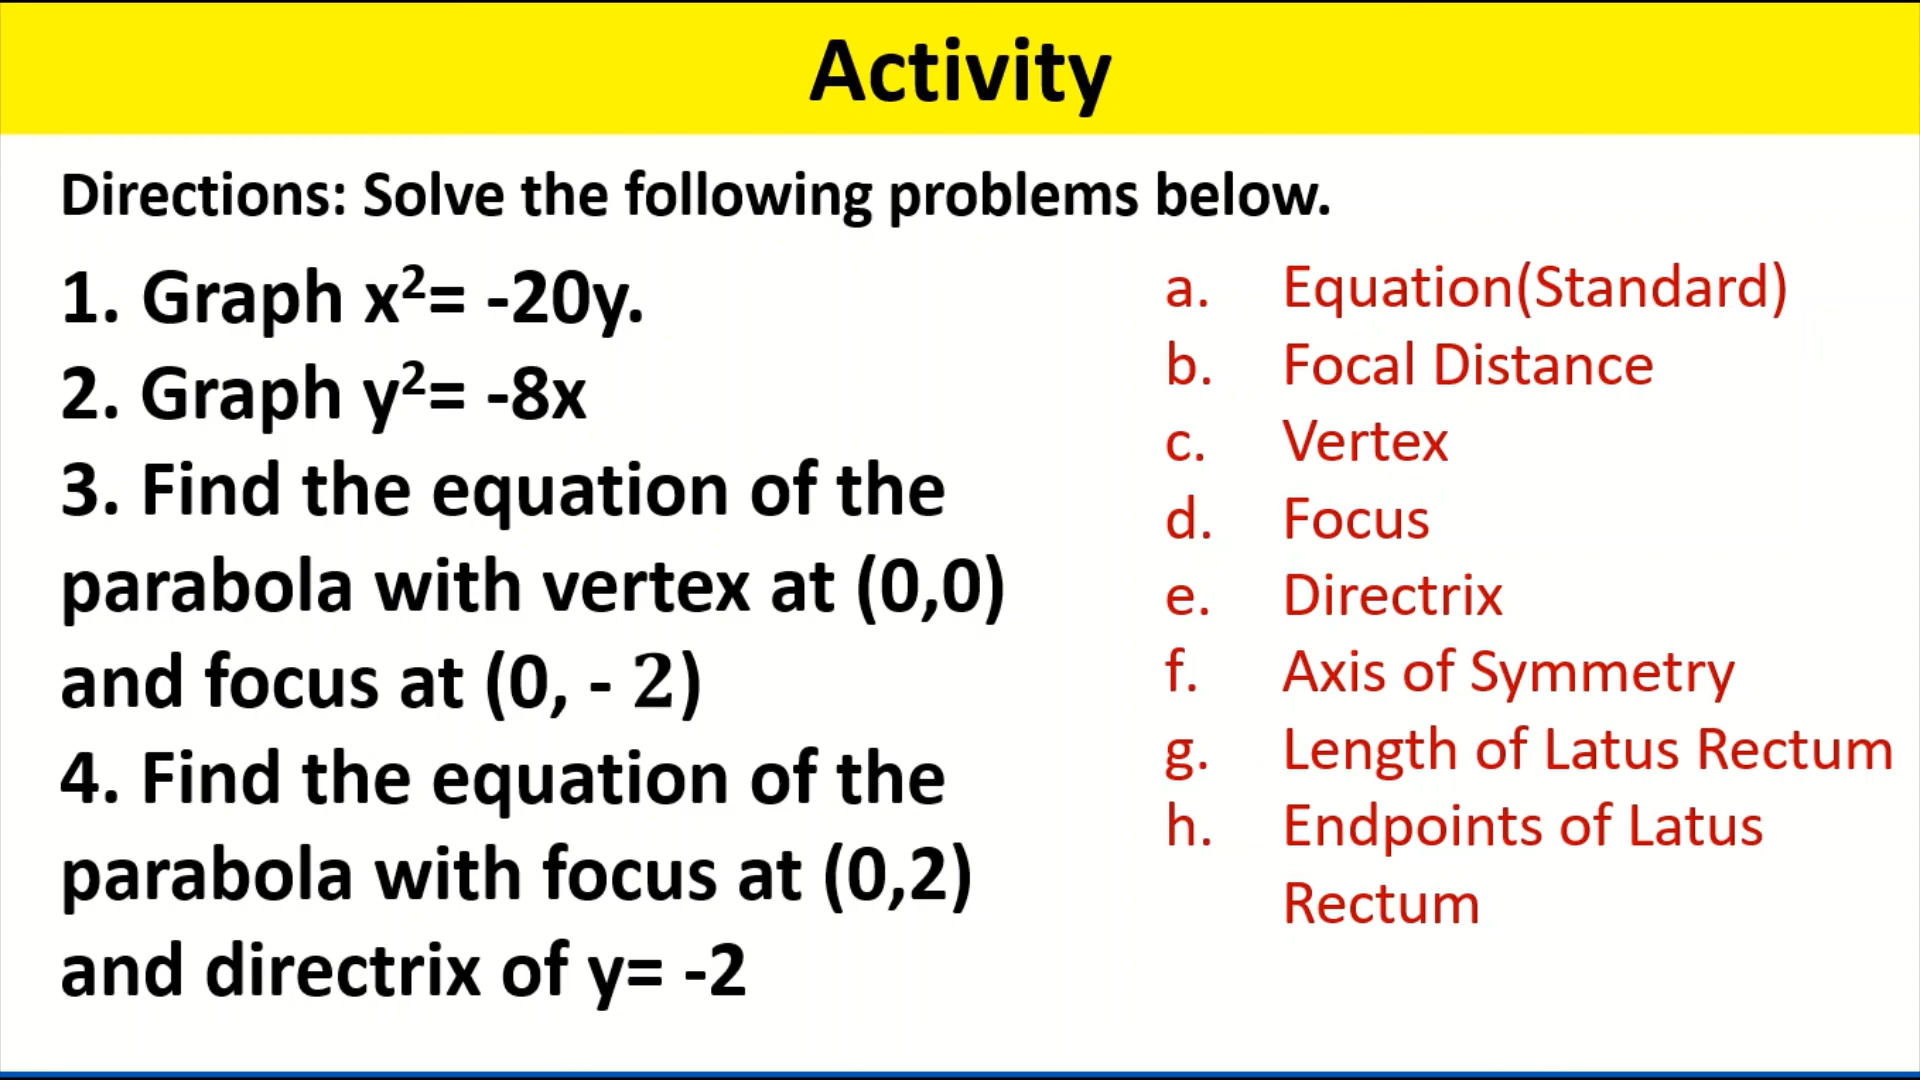 Activity
Directions: Solve the following problems below.
1. Graph x²= -20y.
2. Graph y²= -8x
3. Find the equation of the
parabola with vertex at (0,0)
and focus at (0, - 2)
4. Find the equation of the
parabola with focus at (0,2)
and directrix of y= -2
a. Equation(Standard)
b. Focal Distance
c. Vertex
d. Focus
e. Directrix
f. Axis of Symmetry
g. Length of Latus Rectum
h. Endpoints of Latus
Rectum